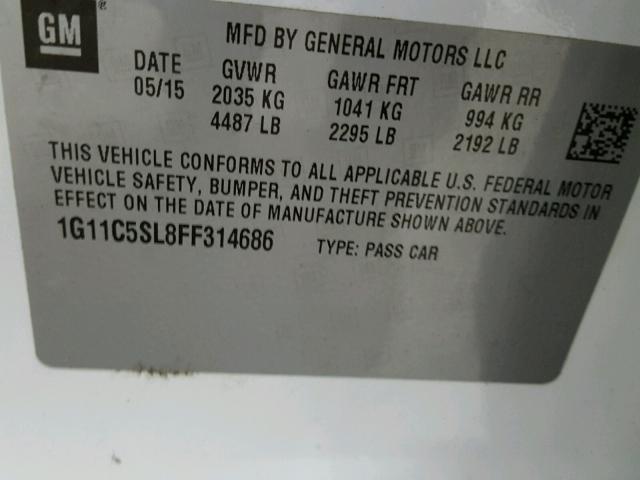 GM ®
MFD BY GENERAL MOTORS LLC
DATE GVWR GAWR FRT GAWR RR
05/15 2035 KG 1041 KG 994 KG
4487 LB 2295 LB 2192 LB
THIS VEHICLE CONFORMS TO ALL APPLICABLE U.S. FEDERAL MOTOR
VEHICLE SAFETY, BUMPER, AND THEFT PREVENTION STANDARDS IN
EFFECT ON THE DATE OF MANUFACTURE SHOWN ABOVE.
1G11C5SL8FF314686 TYPE: PASS CAR